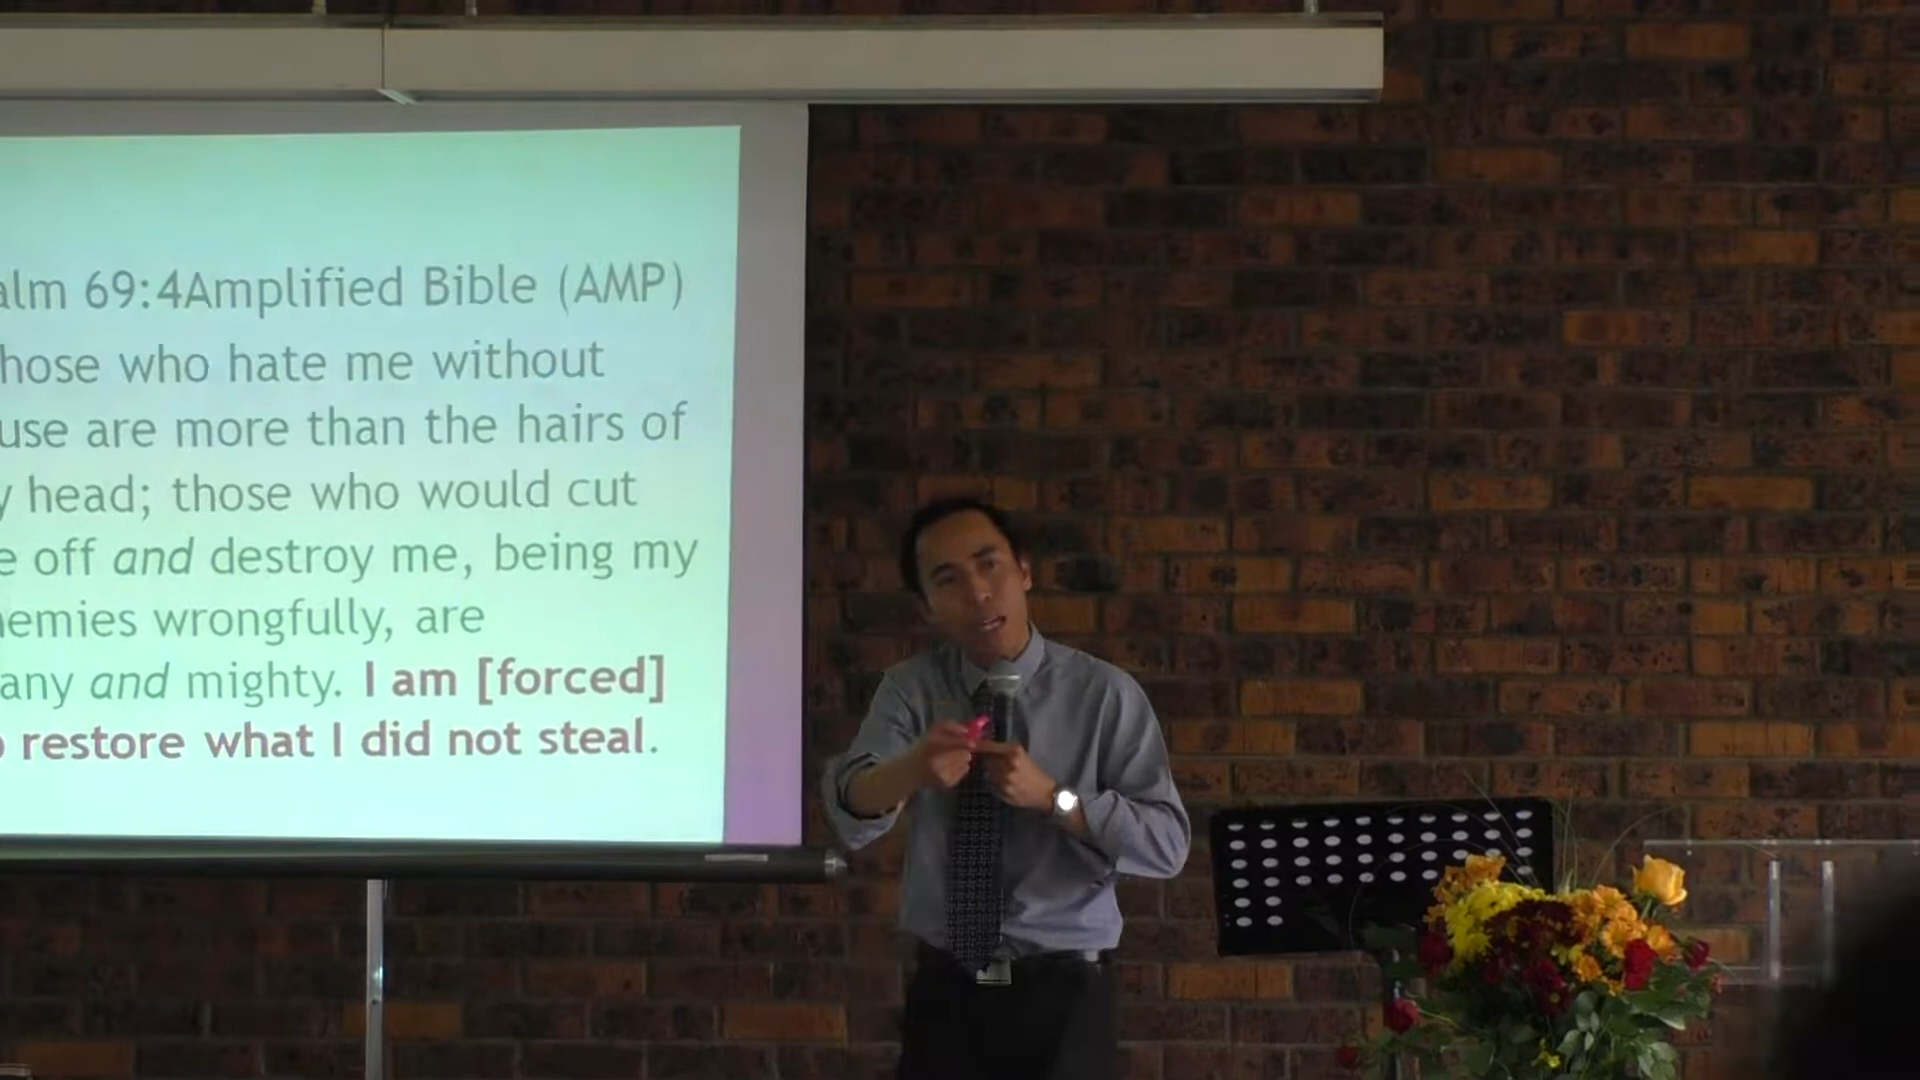 alm 69:4Amplified Bible (AMP)
hose who hate me without
use are more than the hairs of
y head; those who would cut
e off and destroy me, being my
emies wrongfully, are
any and mighty. I am [forced]
o restore what I did not steal.